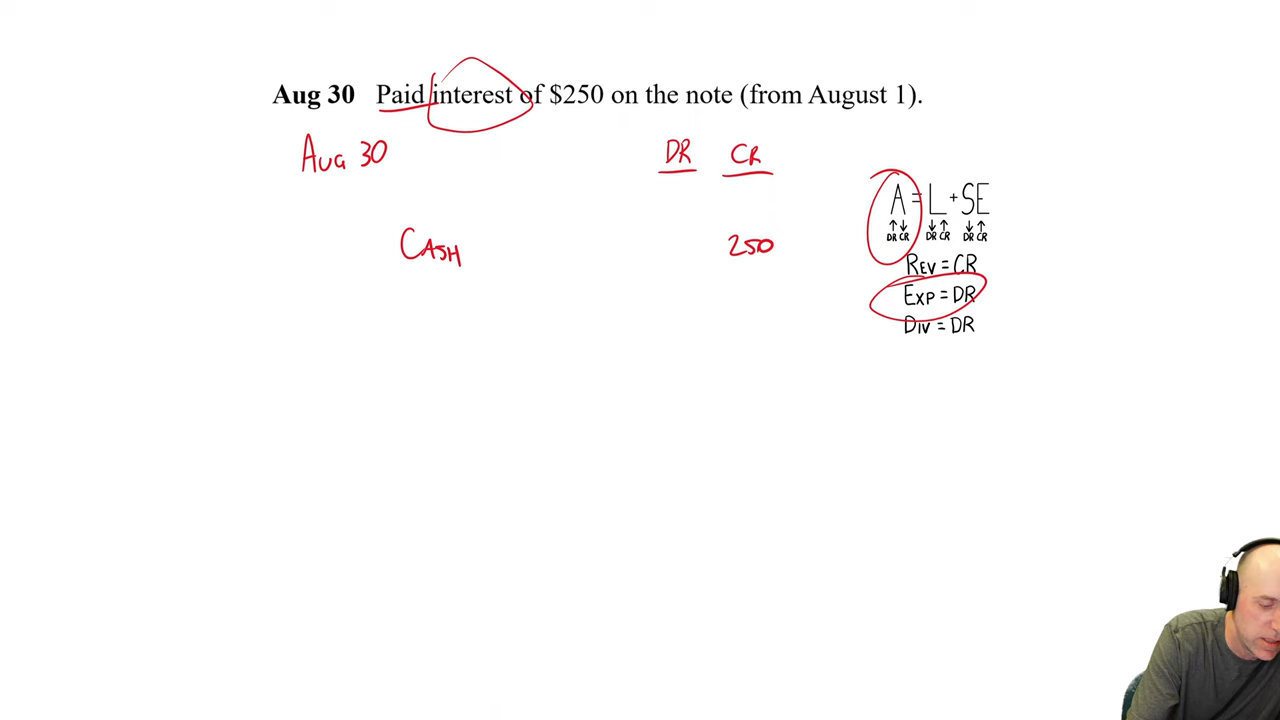 Aug 30 Paid interest of $250 on the note (from August 1).
Aug 30 DR CR
CASH 250
A = L + SE
↑↓ ↓↑ ↓↑
DR CR DR CR DR CR
REV = CR
EXP = DR
DIV = DR